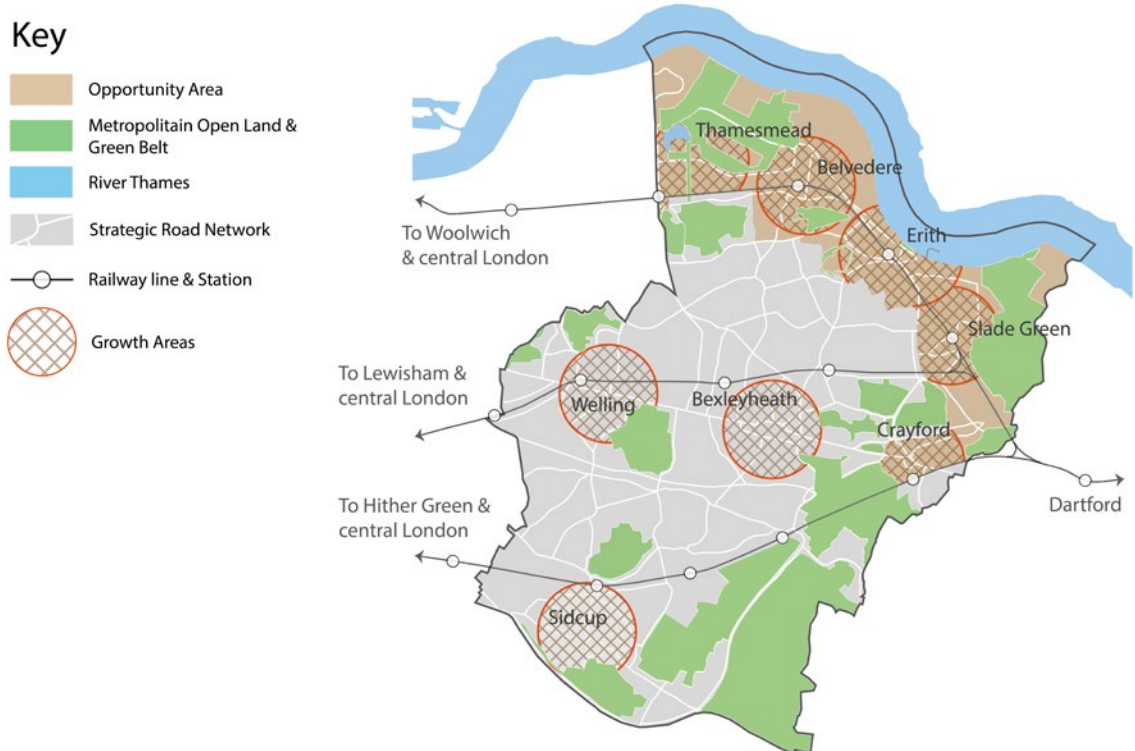 Key
Opportunity Area
Metropolitain Open Land &
Green Belt
River Thames
Strategic Road Network
Railway line & Station
Growth Areas
Thamesmead
Belvedere
To Woolwich
& central London
Erith
Slade Green
To Lewisham &
central London
Welling
Bexleyheath
Crayford
To Hither Green &
central London
Dartford
Sidcup